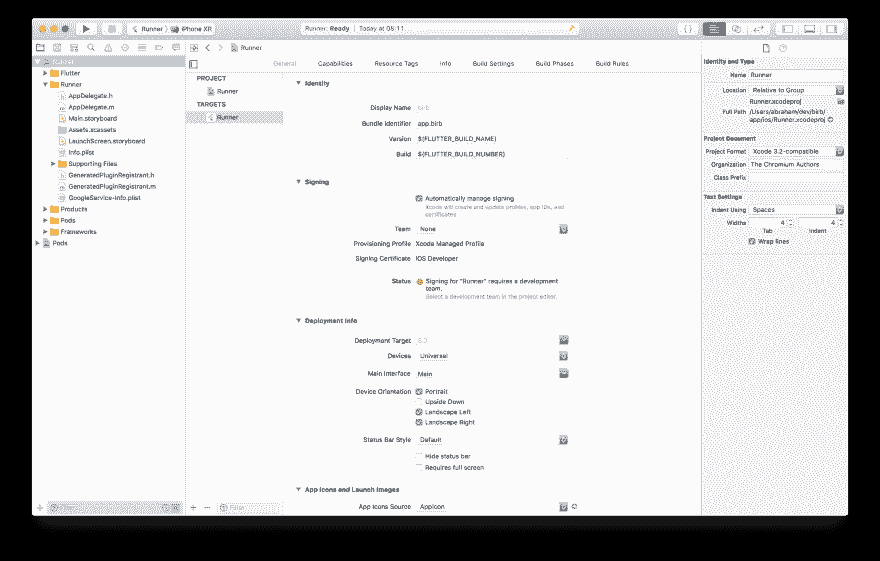 Runner
iPhone XR
Runner: Ready
Today at 08:11
Runner
Runner
Flutter
Runner
AppDelegate.h
AppDelegate.m
Main.storyboard
Assets.xcassets
LaunchScreen.storyboard
Info.plist
Supporting Files
GeneratedPluginRegistrant.h
GeneratedPluginRegistrant.m
GoogleService-Info.plist
Products
Pods
Frameworks
Pods
Filter
General
Capabilities
Resource Tags
Info
Build Settings
Build Phases
Build Rules
PROJECT
Runner
TARGETS
Runner
Filter
Identity
Display Name birb
Bundle Identifier app.birb
Version $(FLUTTER_BUILD_NAME)
Build $(FLUTTER_BUILD_NUMBER)
Signing
Automatically manage signing
Xcode will create and update profiles, app IDs, and
certificates.
Team None
Provisioning Profile Xcode Managed Profile
Signing Certificate iOS Developer
Status Signing for "Runner" requires a development
team.
Select a development team in the project editor.
Deployment Info
Deployment Target
Devices Universal
Main Interface Main
Device Orientation Portrait
Upside Down
Landscape Left
Landscape Right
Status Bar Style Default
Hide status bar
Requires full screen
App Icons and Launch Images
App Icons Source AppIcon
Identity and Type
Name Runner
Location Relative to Group
Runner.xcodeproj
Full Path /Users/abraham/dev/birb/
app/ios/Runner.xcodeproj
Project Document
Project Format Xcode 3.2-compatible
Organization The Chromium Authors
Class Prefix
Text Settings
Indent Using Spaces
Widths 4 4
Tab Indent
Wrap lines